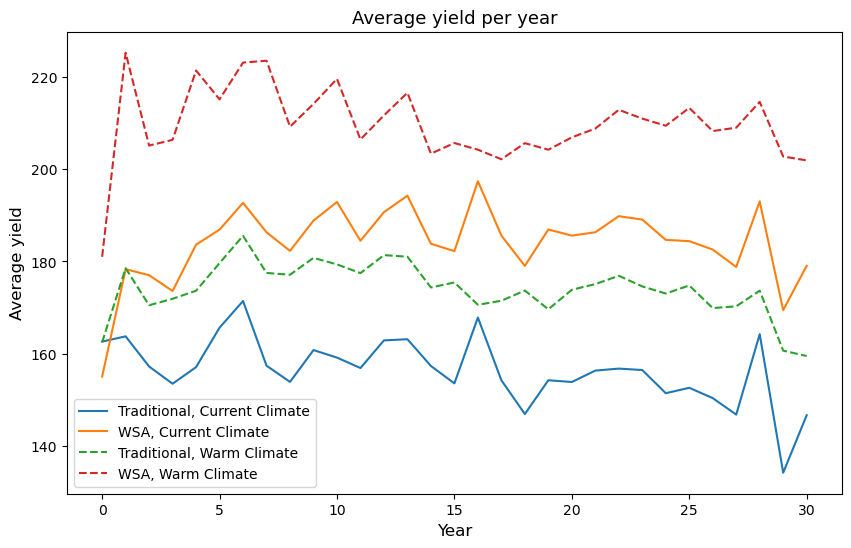 Average yield per year
Average yield
220
200
180
160
140
Traditional, Current Climate
WSA, Current Climate
Traditional, Warm Climate
WSA, Warm Climate
0 5 10 15 20 25 30
Year